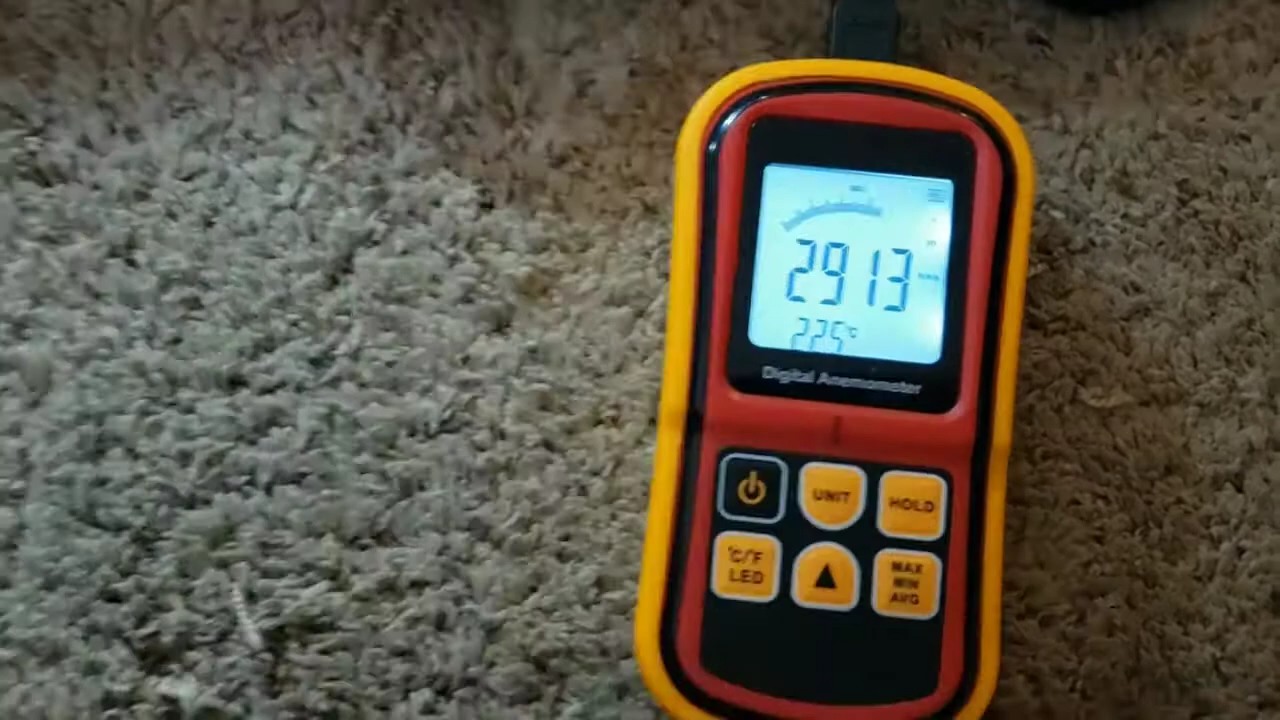 2913
22.5°C
Digital Anemometer
UNIT
HOLD
°C/°F
LED
MAX
MIN
AVG